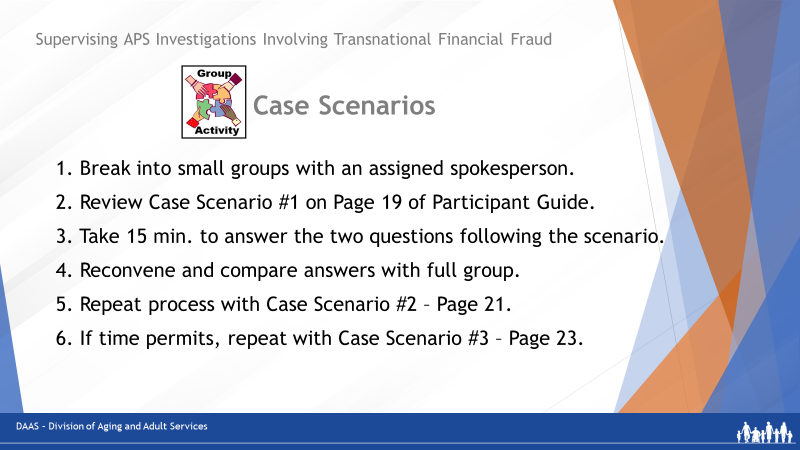 Supervising APS Investigations Involving Transnational Financial Fraud
Group
Activity
Case Scenarios
1. Break into small groups with an assigned spokesperson.
2. Review Case Scenario #1 on Page 19 of Participant Guide.
3. Take 15 min. to answer the two questions following the scenario.
4. Reconvene and compare answers with full group.
5. Repeat process with Case Scenario #2 – Page 21.
6. If time permits, repeat with Case Scenario #3 – Page 23.
DAAS – Division of Aging and Adult Services